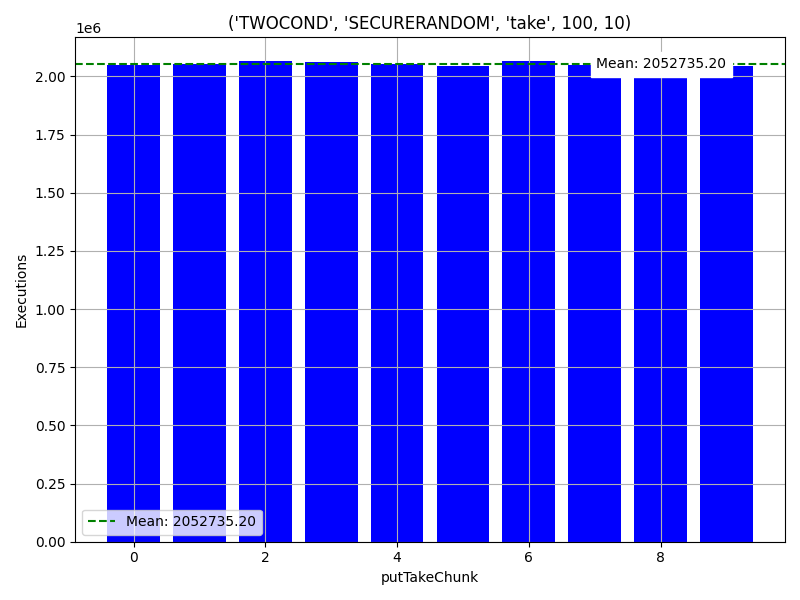 ('TWOCOND', 'SECURERANDOM', 'take', 100, 10)
1e6
Mean: 2052735.20
2.00
1.75
1.50
1.25
1.00
0.75
0.50
0.25
0.00
Executions
Mean: 2052735.20
0 2 4 6 8
putTakeChunk